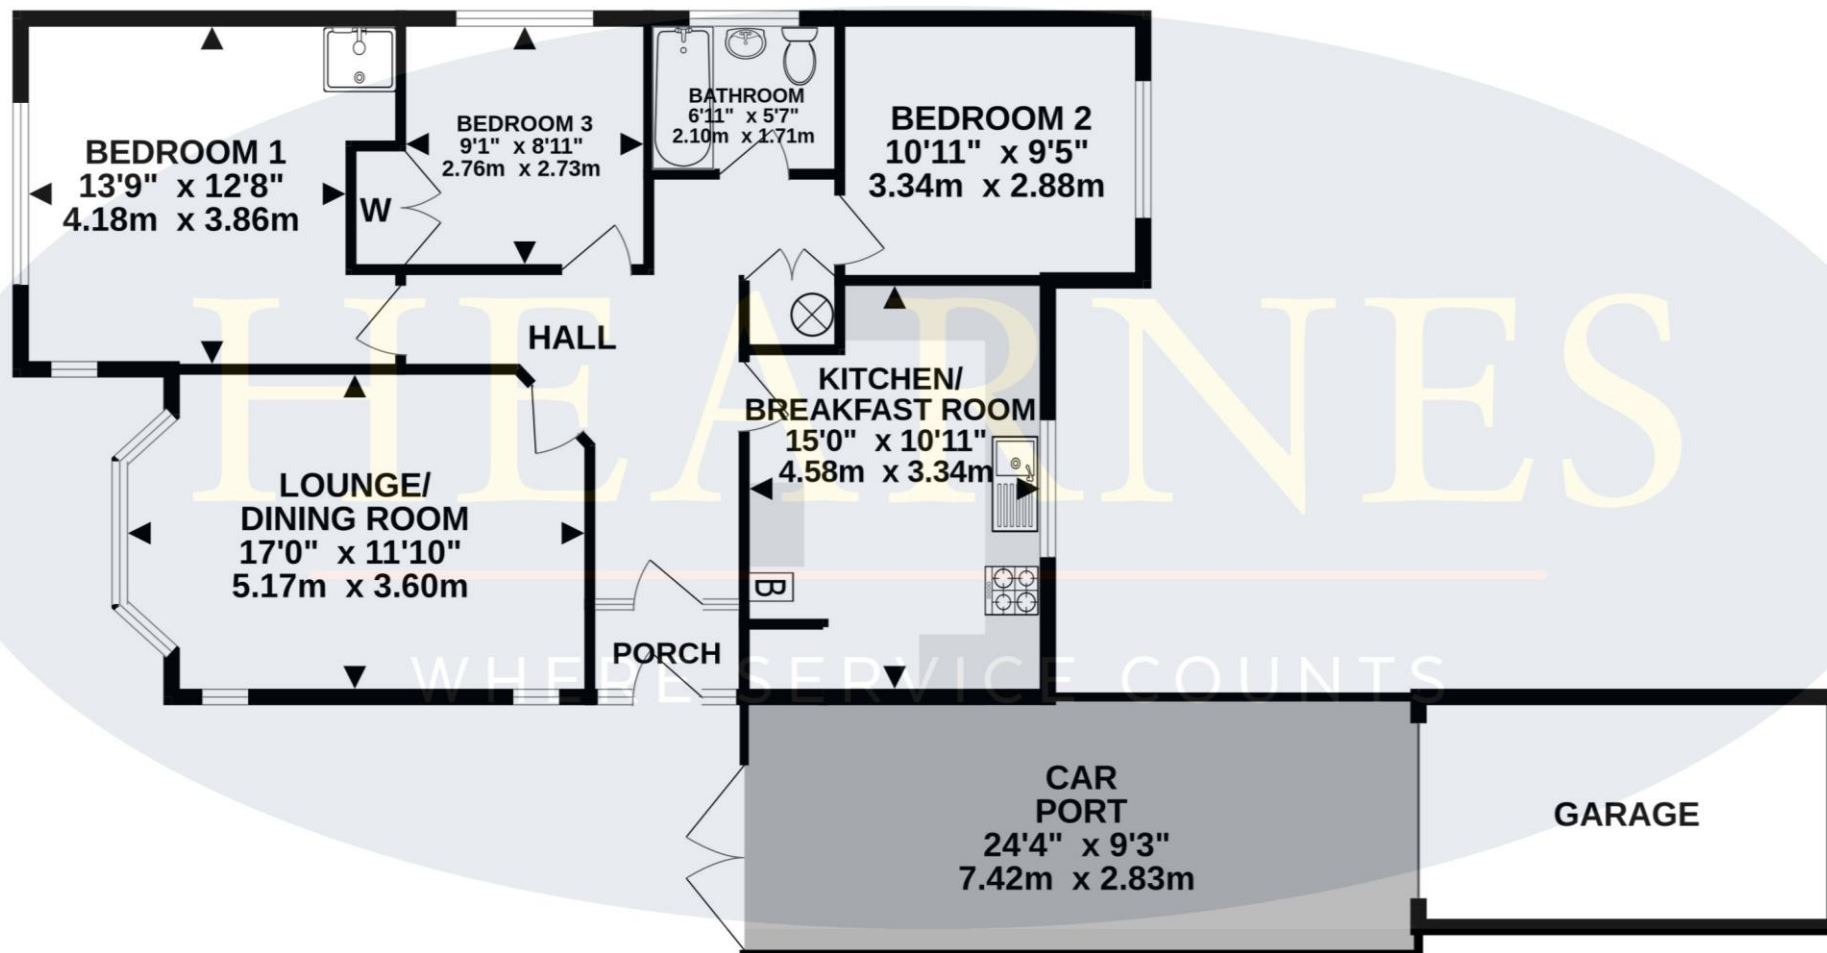 BEDROOM 1
13'9" x 12'8"
4.18m x 3.86m
W
BEDROOM 3
9'1" x 8'11"
2.76m x 2.73m
BATHROOM
6'11" x 5'7"
2.10m x 1.71m
BEDROOM 2
10'11" x 9'5"
3.34m x 2.88m
HALL
KITCHEN/
BREAKFAST ROOM
15'0" x 10'11"
4.58m x 3.34m
B
LOUNGE/
DINING ROOM
17'0" x 11'10"
5.17m x 3.60m
PORCH
CAR
PORT
24'4" x 9'3"
7.42m x 2.83m
GARAGE
HEARNES
WHERE SERVICE COUNTS